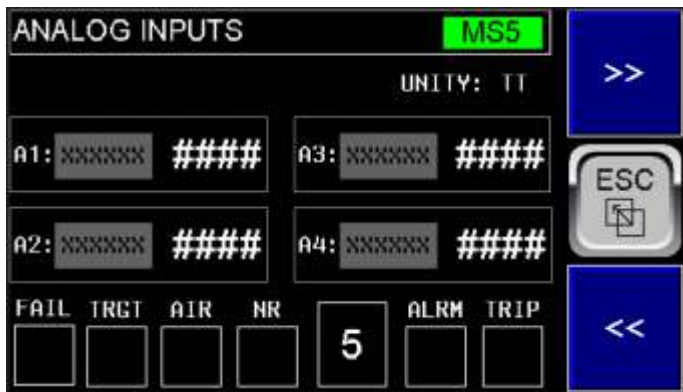 ANALOG INPUTS MS5
>>
UNITY: TT
A1: XXXXXX #### A3: XXXXXX ####
ESC
A2: XXXXXX #### A4: XXXXXX ####
FAIL TRGT AIR NR 5 ALRM TRIP
<<